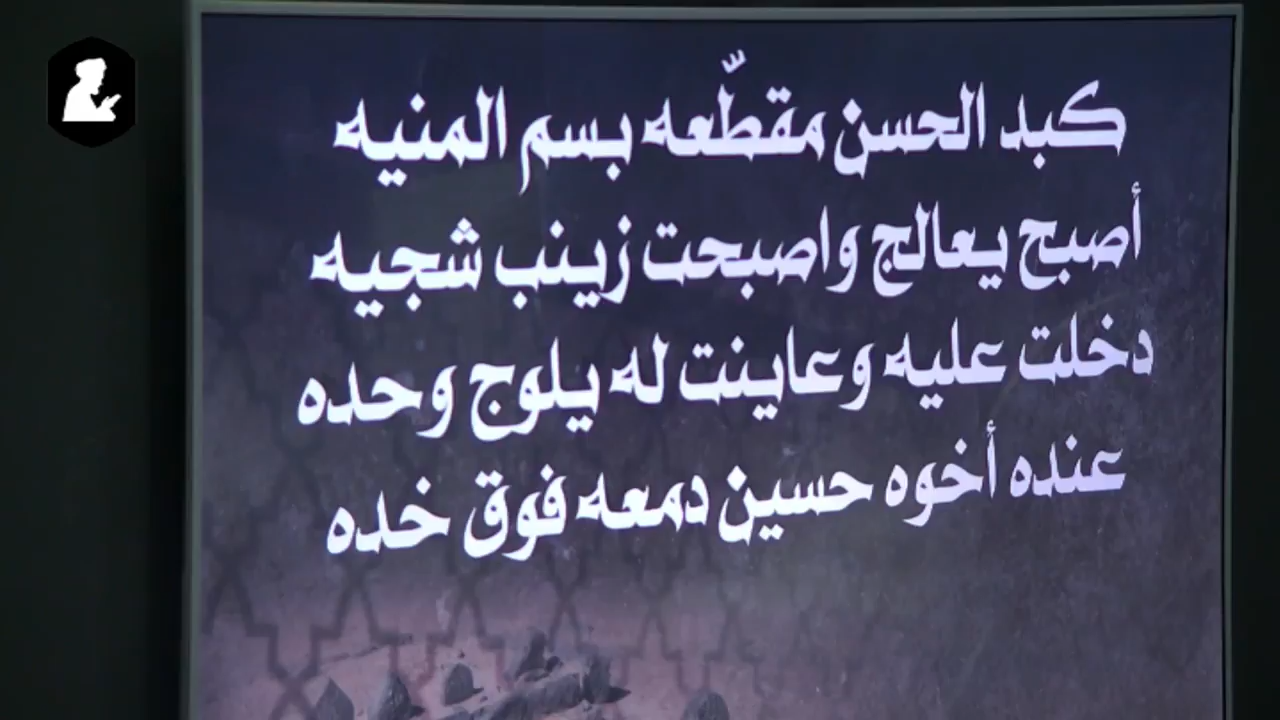 كبد الحسن مقطّعه بسم المنيه
أصبح يعالج واصبحت زينب شجيه
دخلت عليه وعاينت له يلوج وحده
عنده أخوه حسين دمعه فوق خده